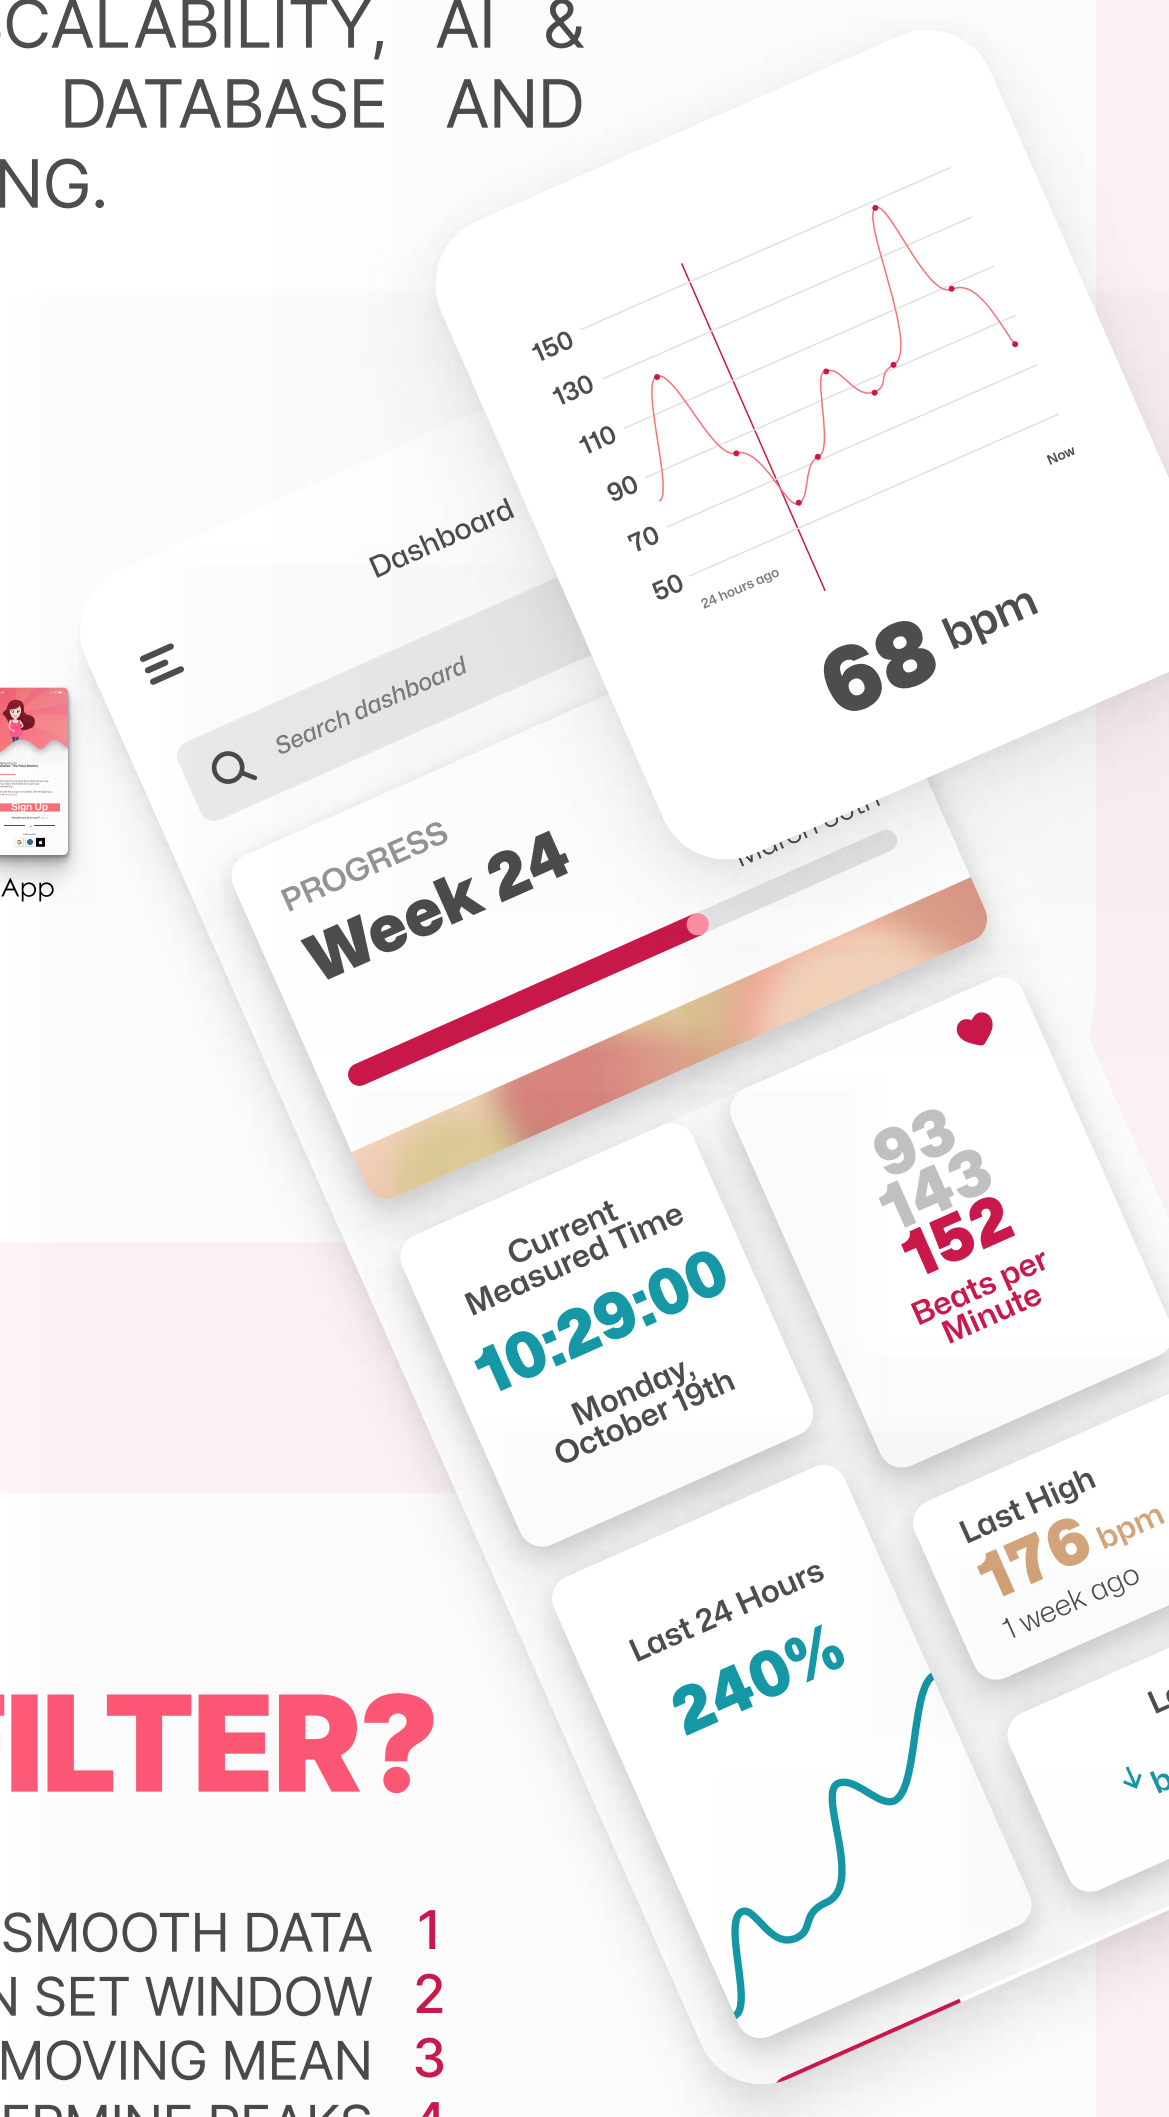 SCALABILITY, AI &
DATABASE AND
NG.
150
130
110
90
70
50
24 hours ago
Now
68 bpm
Dashboard
Search dashboard
PROGRESS
Week 24
Sign Up
App
Current
Measured Time
10:29:00
Monday,
October 19th
93
143
152
Beats per
Minute
Last High
176 bpm
1 week ago
Last 24 Hours
240%
FILTER?
SMOOTH DATA 1
N SET WINDOW 2
MOVING MEAN 3